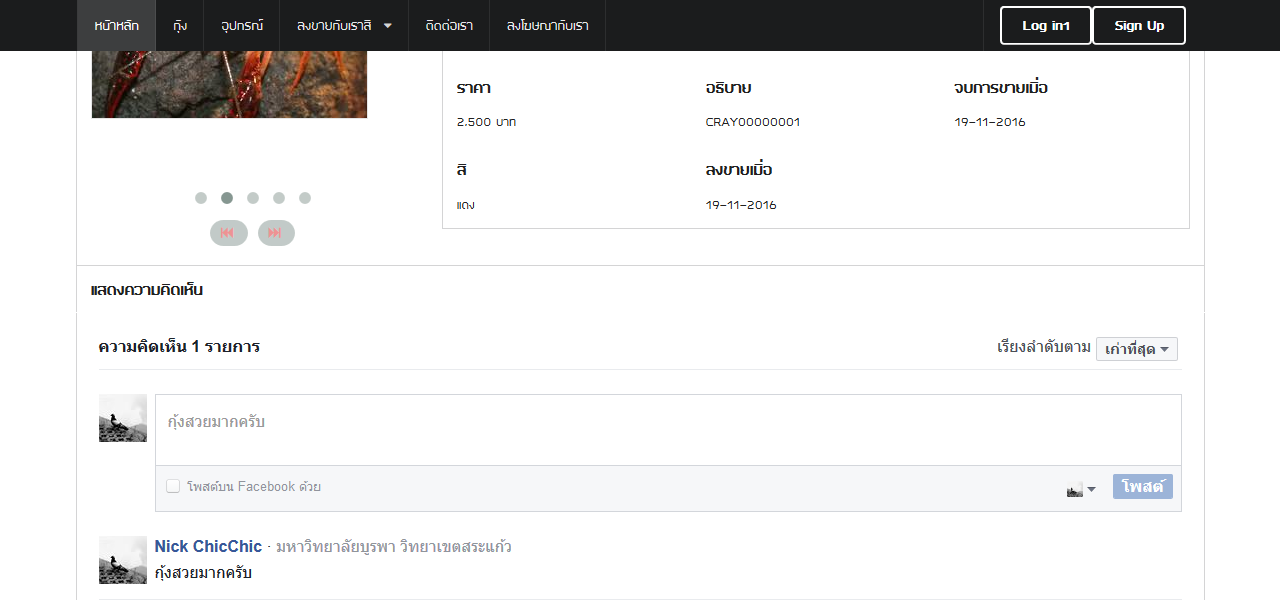 หน้าหลัก กุ้ง อุปกรณ์ ลงขายกับเราสิ ติดต่อเรา ลงโฆษณากับเรา Log in1 Sign Up
ราคา อธิบาย จบการขายเมื่อ
2,500 บาท CRAY00000001 19-11-2016
สี ลงขายเมื่อ
แดง 19-11-2016
แสดงความคิดเห็น
ความคิดเห็น 1 รายการ เรียงลำดับตาม เก่าที่สุด
กุ้งสวยมากครับ
โพสต์บน Facebook ด้วย โพสต์
Nick ChicChic · มหาวิทยาลัยบูรพา วิทยาเขตสระแก้ว
กุ้งสวยมากครับ